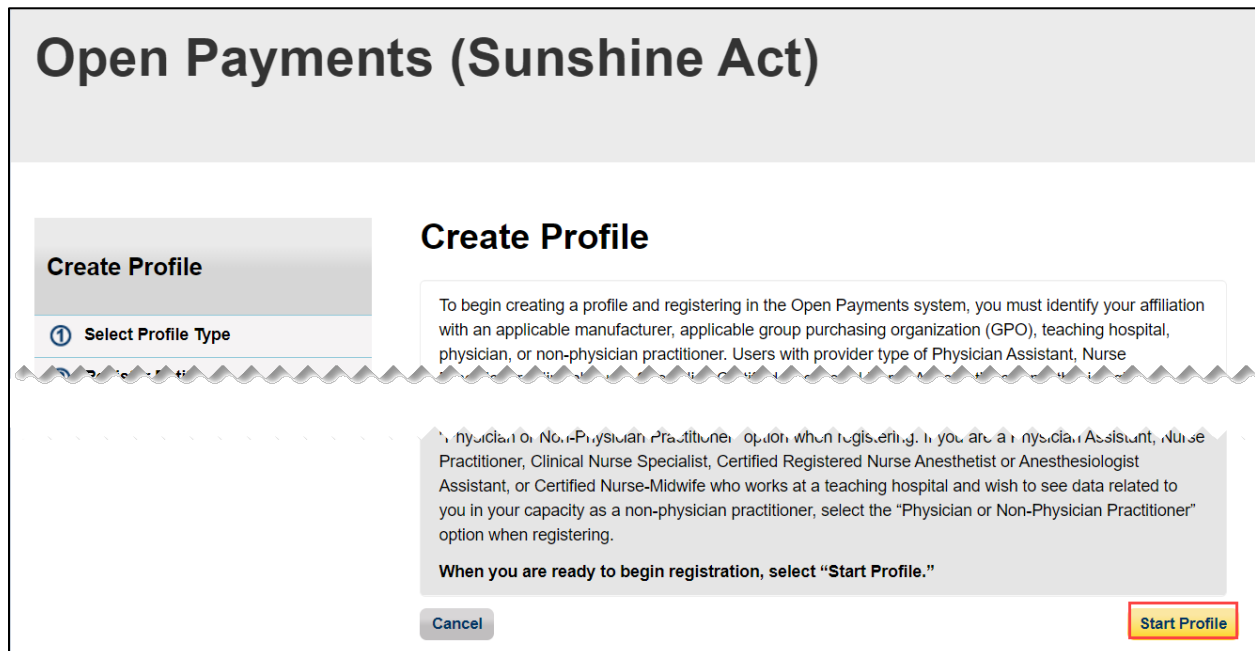 Open Payments (Sunshine Act)
Create Profile
① Select Profile Type
Create Profile
To begin creating a profile and registering in the Open Payments system, you must identify your affiliation
with an applicable manufacturer, applicable group purchasing organization (GPO), teaching hospital,
physician, or non-physician practitioner. Users with provider type of Physician Assistant, Nurse
"Physician or Non-Physician Practitioner" option when registering. If you are a Physician Assistant, Nurse
Practitioner, Clinical Nurse Specialist, Certified Registered Nurse Anesthetist or Anesthesiologist
Assistant, or Certified Nurse-Midwife who works at a teaching hospital and wish to see data related to
you in your capacity as a non-physician practitioner, select the “Physician or Non-Physician Practitioner”
option when registering.
When you are ready to begin registration, select “Start Profile.”
Cancel
Start Profile